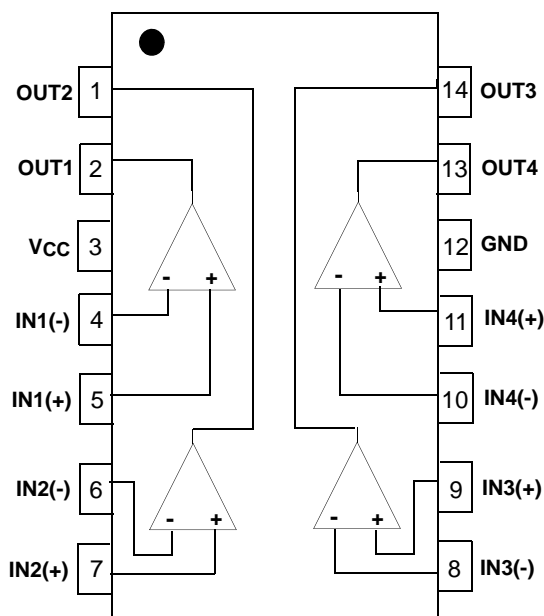 OUT2 1 14 OUT3
OUT1 2 13 OUT4
VCC 3 12 GND
- + - +
IN1(-) 4 11 IN4(+)
IN1(+) 5 10 IN4(-)
IN2(-) 6 9 IN3(+)
- + - +
IN2(+) 7 8 IN3(-)